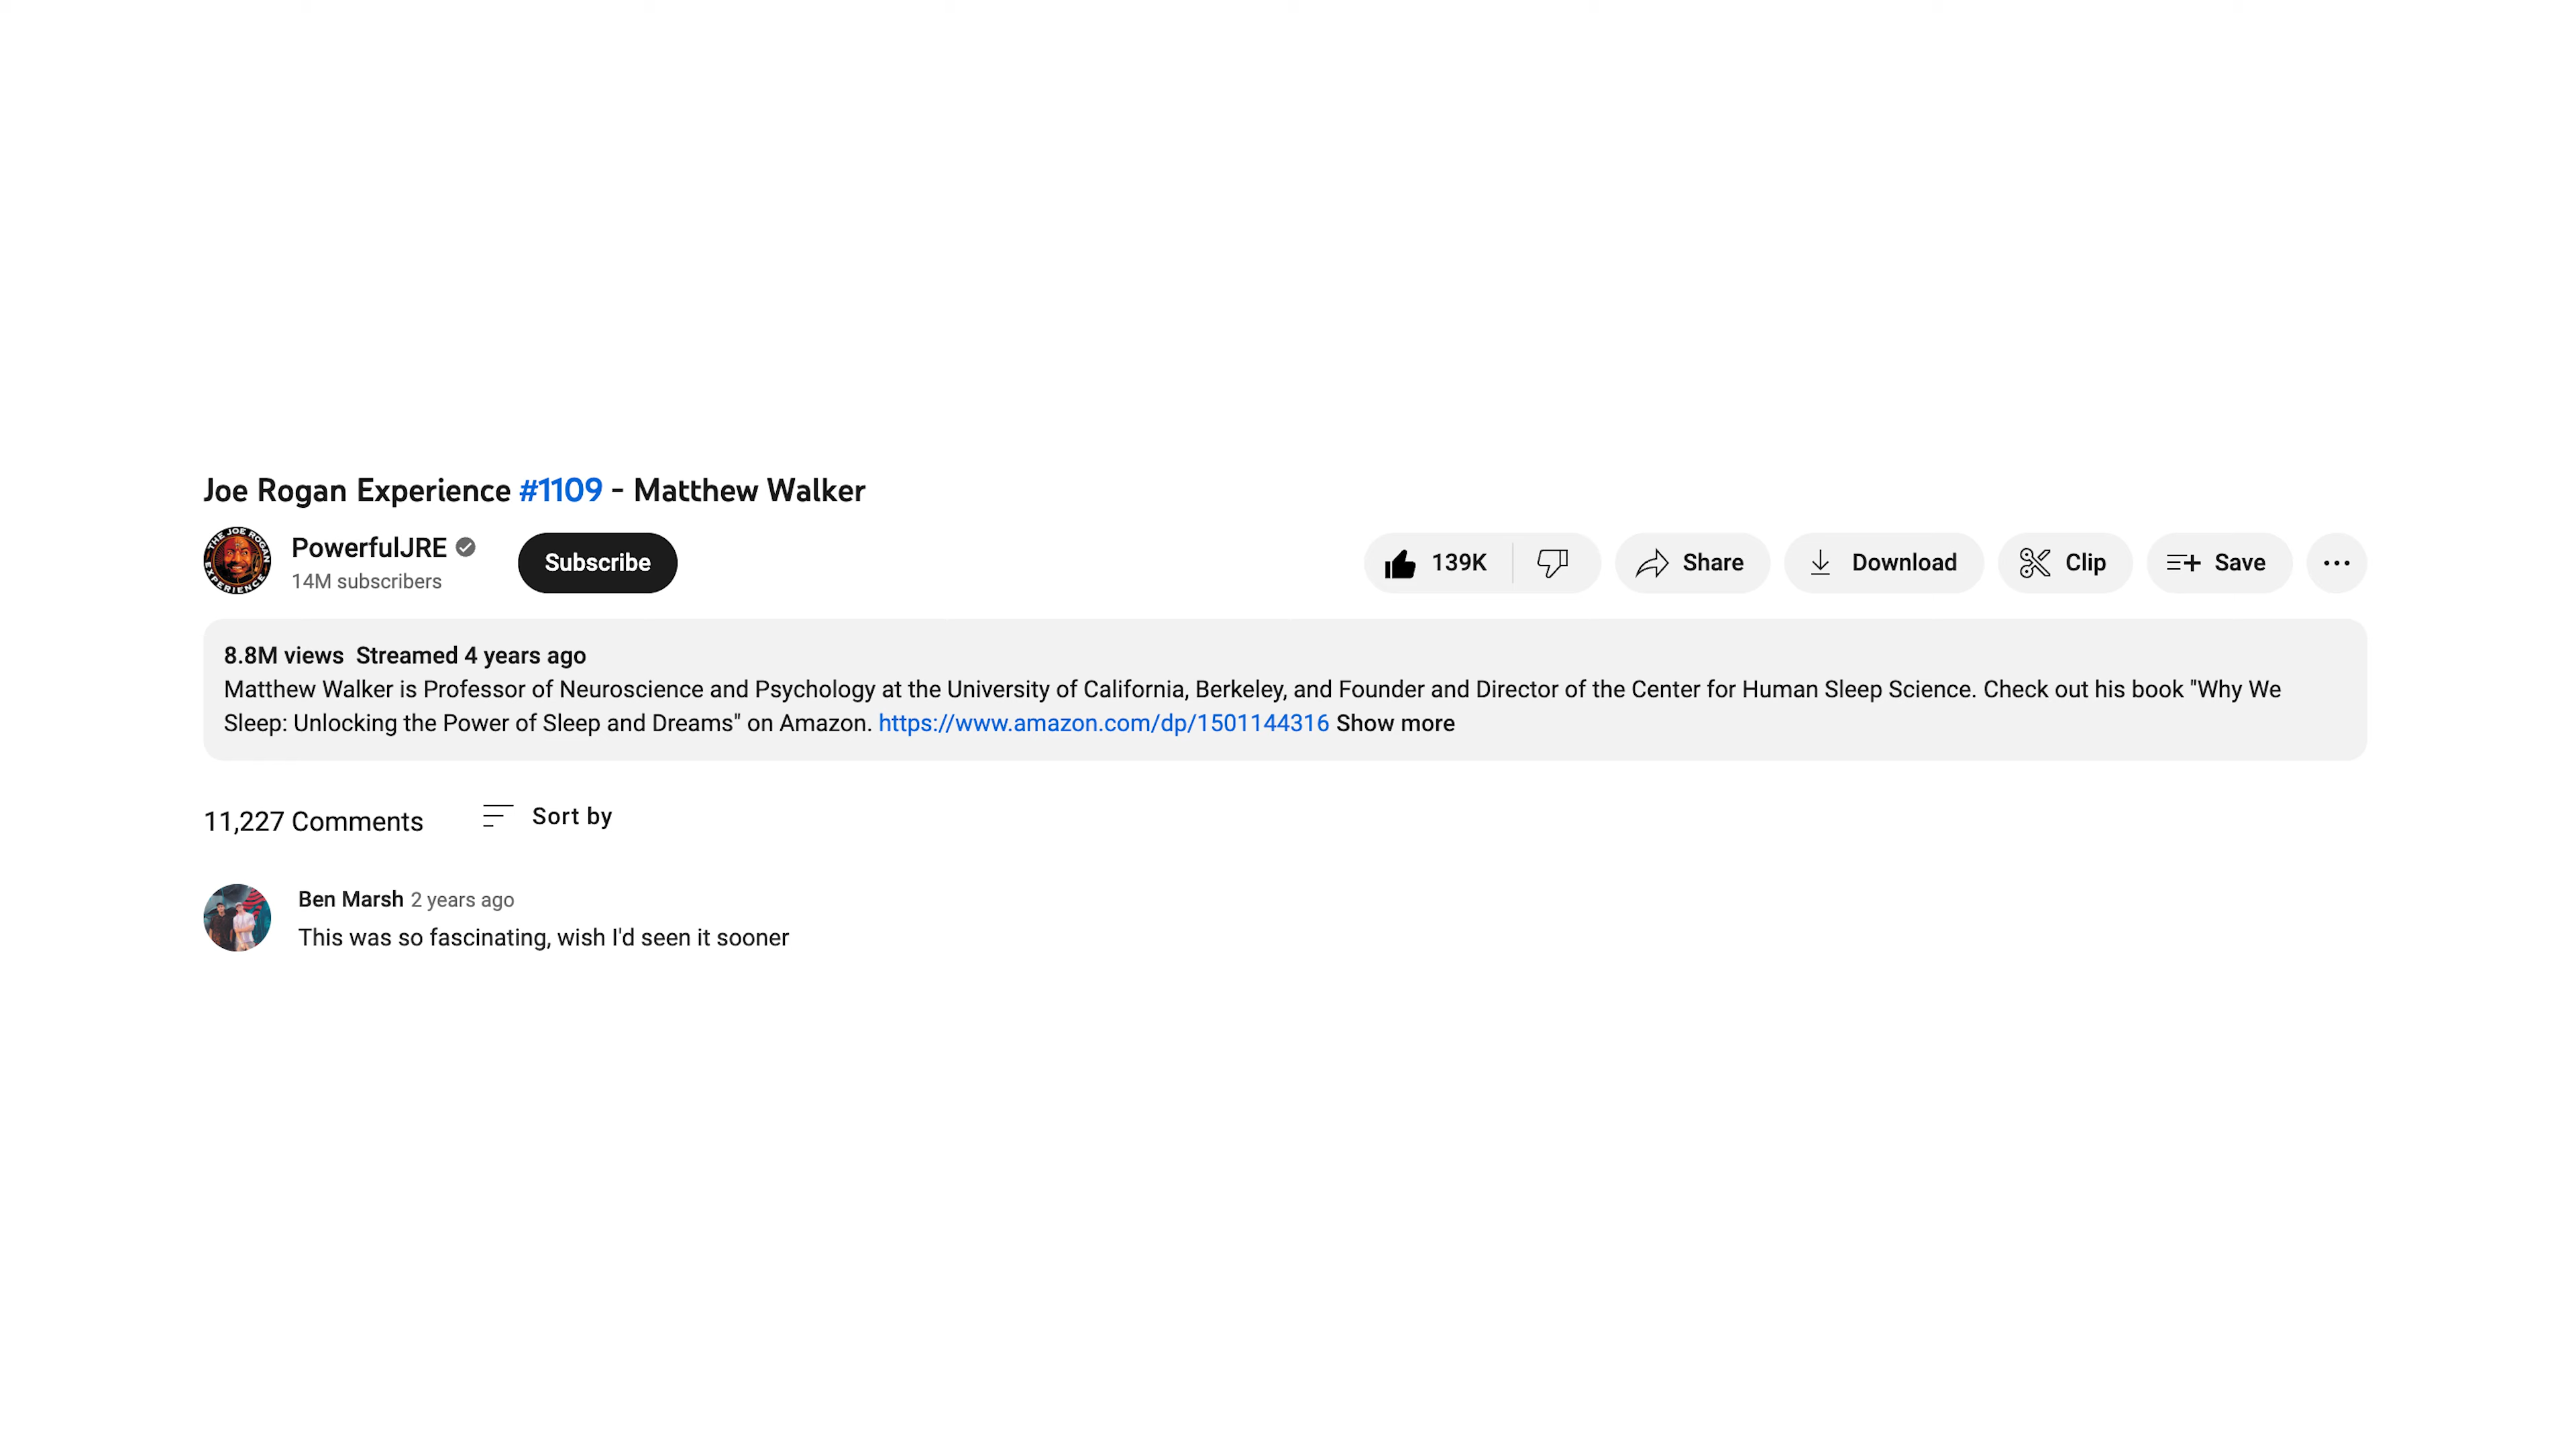 Joe Rogan Experience #1109 - Matthew Walker
THE JOE ROGAN EXPERIENCE
PowerfulJRE
14M subscribers
Subscribe
139K
Share
Download
Clip
Save
8.8M views Streamed 4 years ago
Matthew Walker is Professor of Neuroscience and Psychology at the University of California, Berkeley, and Founder and Director of the Center for Human Sleep Science. Check out his book "Why We
Sleep: Unlocking the Power of Sleep and Dreams" on Amazon. https://www.amazon.com/dp/1501144316 Show more
11,227 Comments
Sort by
Ben Marsh 2 years ago
This was so fascinating, wish I'd seen it sooner